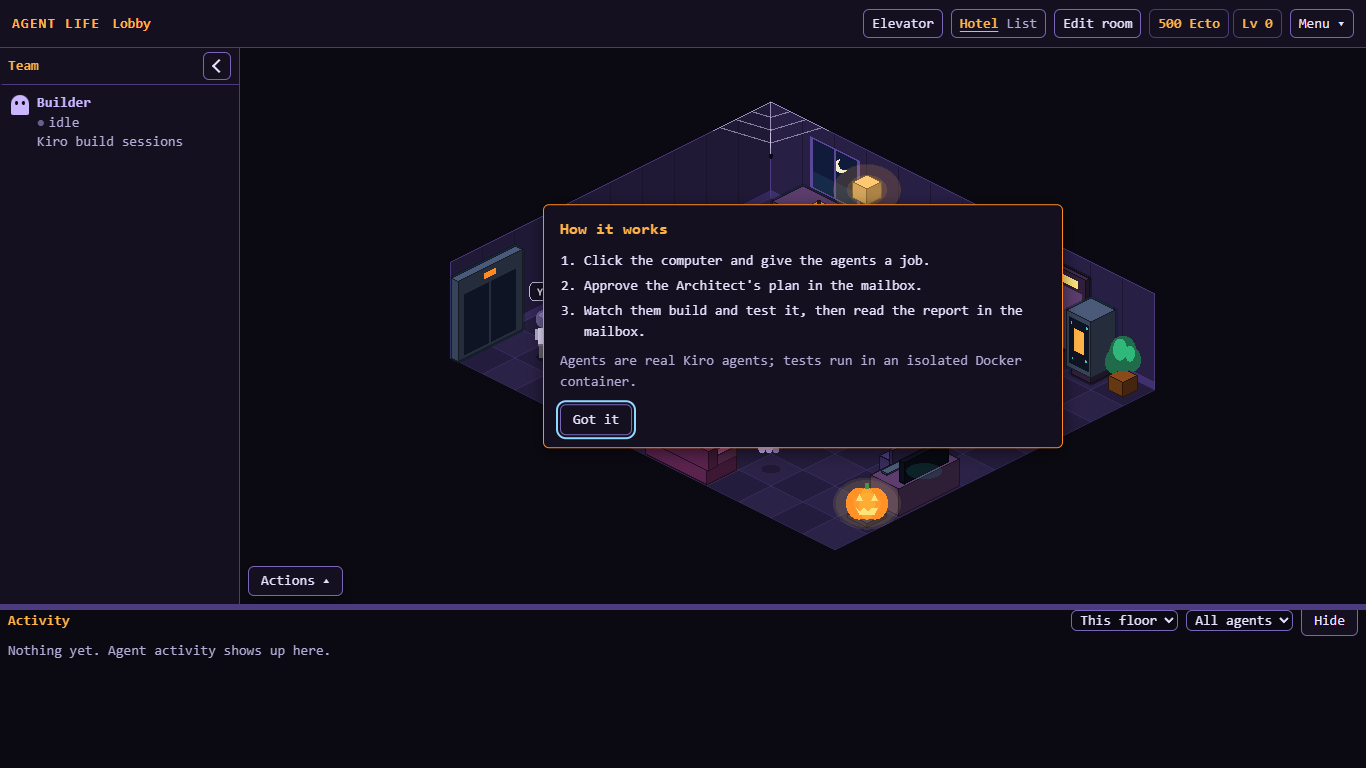 AGENT LIFE Lobby
Elevator
Hotel List
Edit room
500 Ecto
Lv 0
Menu ▾
Team
Builder
idle
Kiro build sessions
How it works
1. Click the computer and give the agents a job.
2. Approve the Architect's plan in the mailbox.
3. Watch them build and test it, then read the report in the
mailbox.
Agents are real Kiro agents; tests run in an isolated Docker
container.
Got it
Actions ▴
Activity
This floor
All agents
Hide
Nothing yet. Agent activity shows up here.